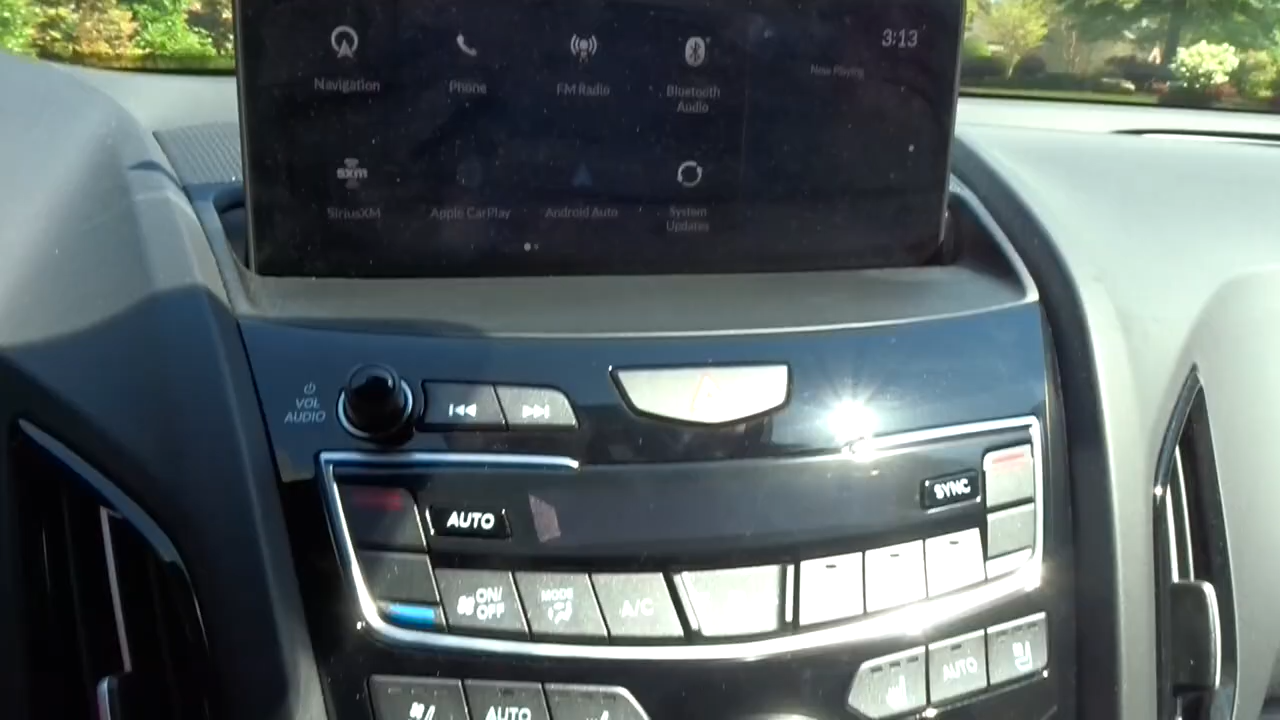 3:13
Navigation
Phone
FM Radio
Bluetooth
Audio
Now Playing
sxm
SiriusXM
Apple CarPlay
Android Auto
System
Updates
VOL
AUDIO
SYNC
AUTO
ON/
OFF
MODE
A/C
AUTO
AUTO